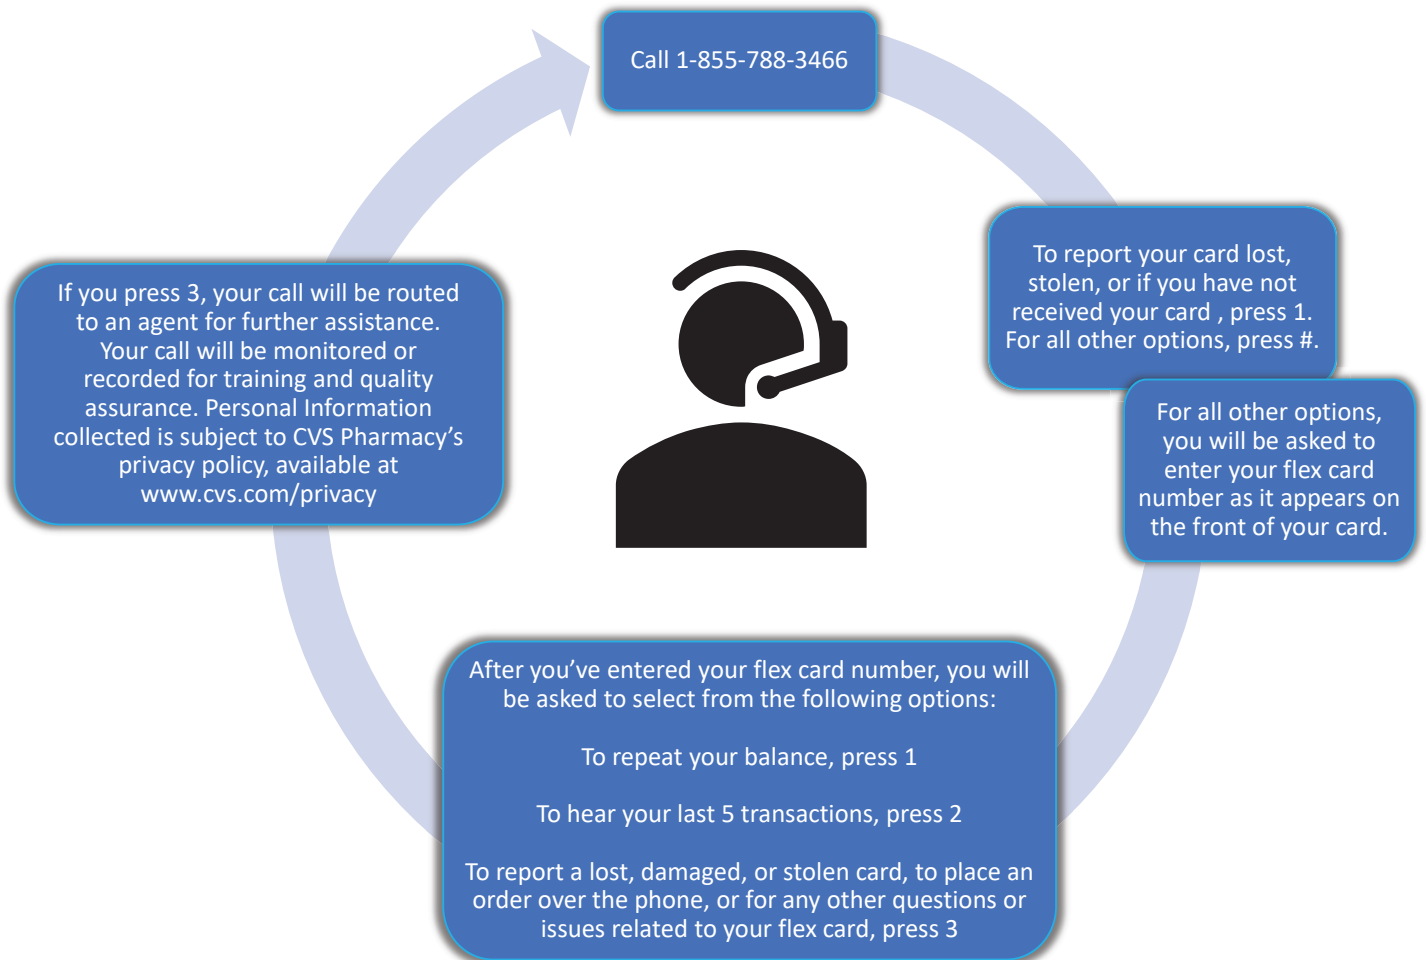 Call 1-855-788-3466
To report your card lost,
stolen, or if you have not
received your card , press 1.
For all other options, press #.
For all other options,
you will be asked to
enter your flex card
number as it appears on
the front of your card.
After you’ve entered your flex card number, you will
be asked to select from the following options:
To repeat your balance, press 1
To hear your last 5 transactions, press 2
To report a lost, damaged, or stolen card, to place an
order over the phone, or for any other questions or
issues related to your flex card, press 3
If you press 3, your call will be routed
to an agent for further assistance.
Your call will be monitored or
recorded for training and quality
assurance. Personal Information
collected is subject to CVS Pharmacy’s
privacy policy, available at
www.cvs.com/privacy